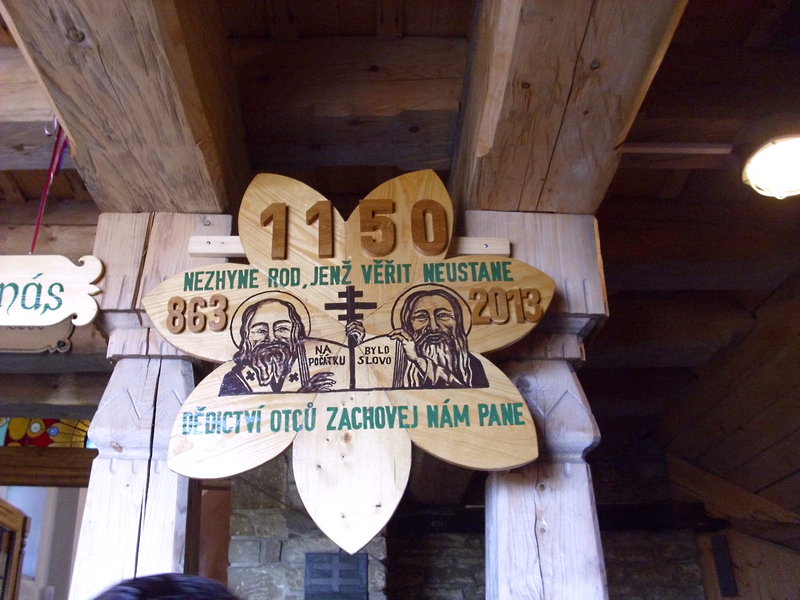 1150
NEZHYNE ROD, JENŽ VĚŘIT NEUSTANE
863
2013
NA
POČÁTKU
BYLO
SLOVO
DĚDICTVÍ OTCŮ ZACHOVEJ NÁM PANE
nás